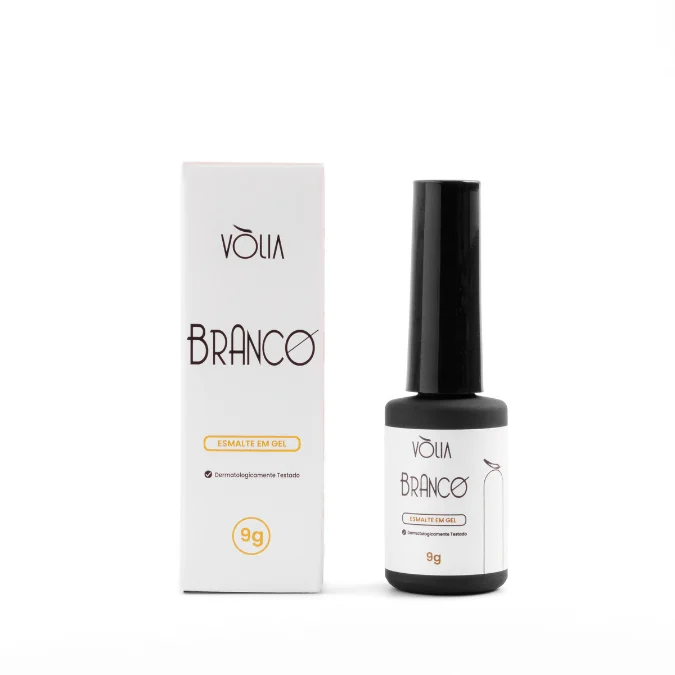 VÒLIA
BRANCO
ESMALTE EM GEL
Dermatologicamente Testado
9g
VÒLIA
BRANCO
ESMALTE EM GEL
Dermatologicamente Testado
9g